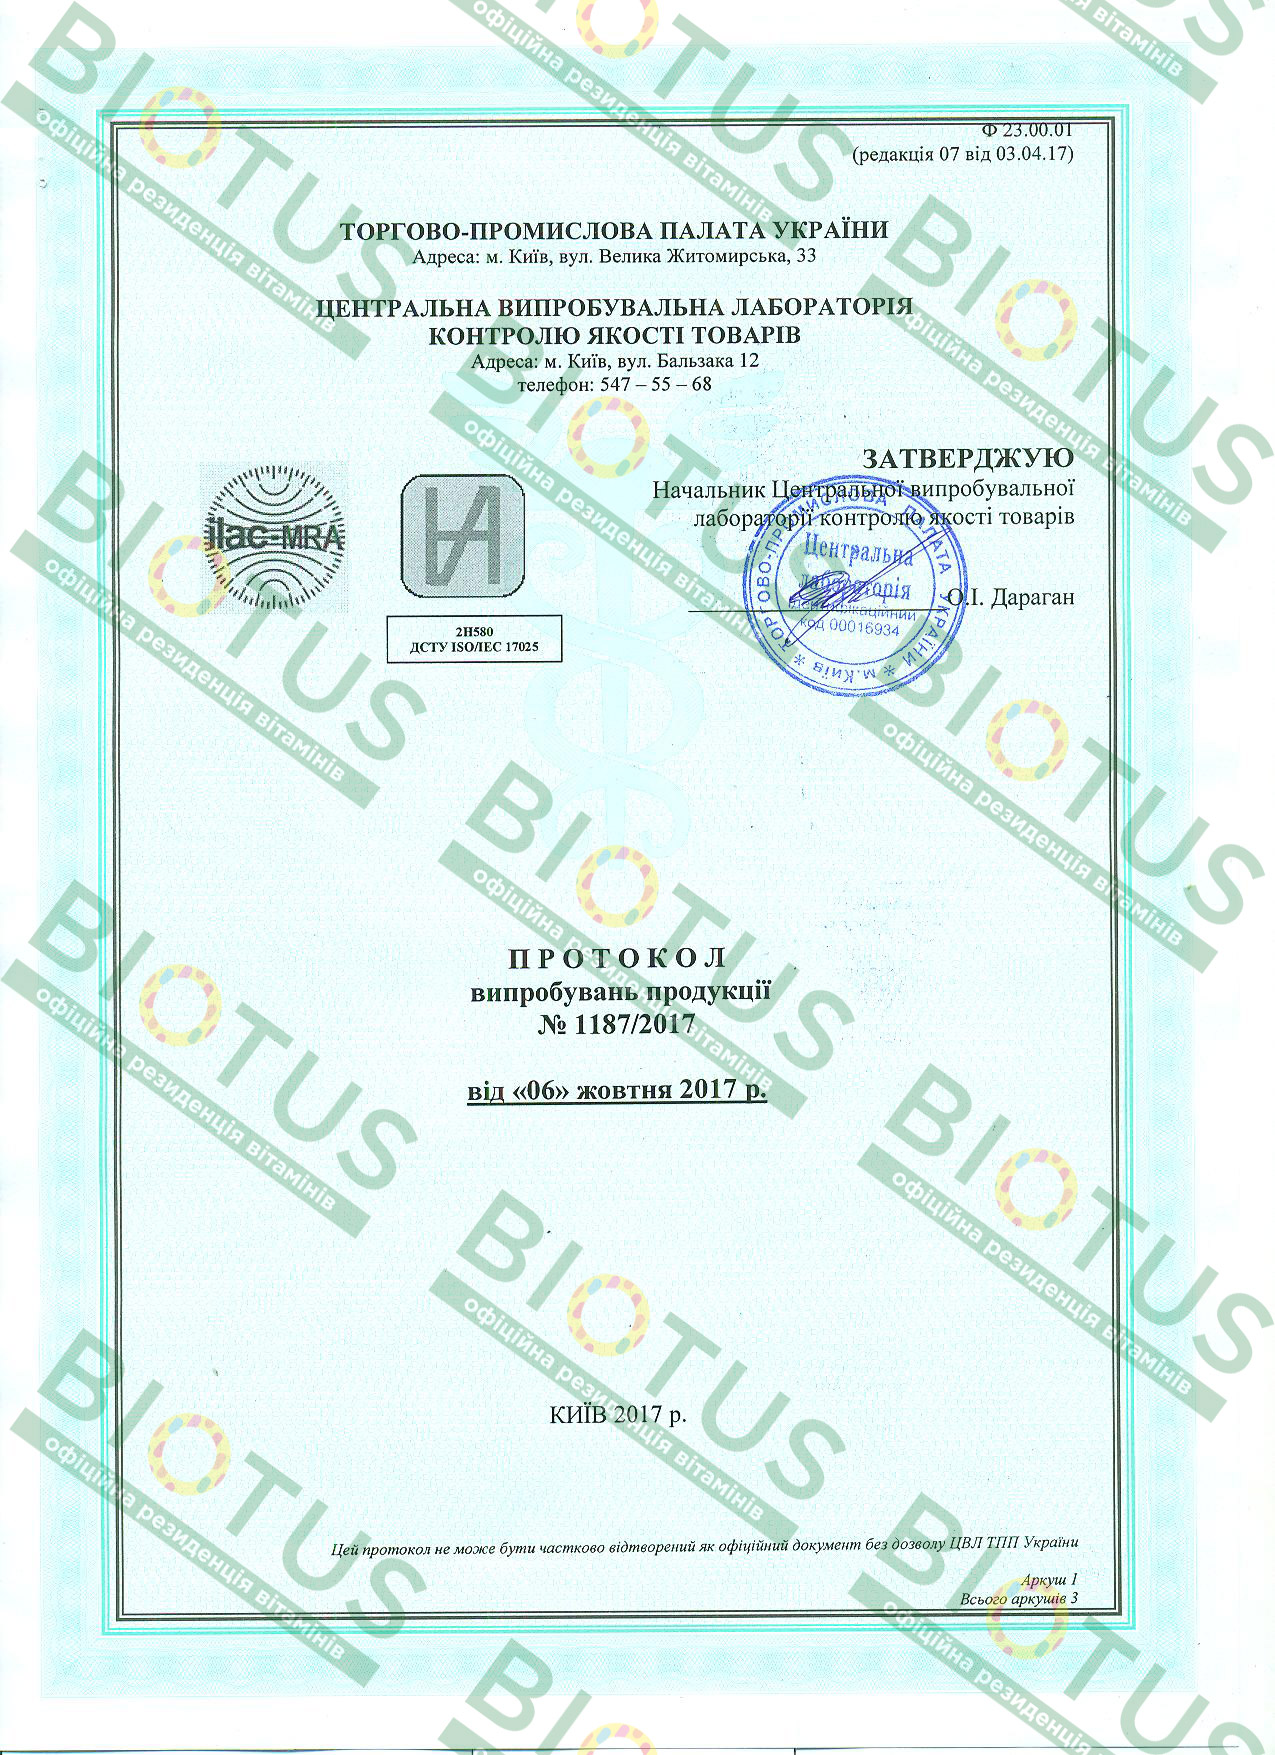 Ф 23.00.01
(редакція 07 від 03.04.17)
ТОРГОВО-ПРОМИСЛОВА ПАЛАТА УКРАЇНИ
Адреса: м. Київ, вул. Велика Житомирська, 33
ЦЕНТРАЛЬНА ВИПРОБУВАЛЬНА ЛАБОРАТОРІЯ
КОНТРОЛЮ ЯКОСТІ ТОВАРІВ
Адреса: м. Київ, вул. Бальзака 12
телефон: 547 – 55 – 68
ЗАТВЕРДЖУЮ
Начальник Центральної випробувальної
лабораторії контролю якості товарів
О.І. Дараган
ilac-MRA
2Н580
ДСТУ ISO/IEC 17025
ТОРГОВО-ПРОМИСЛОВА ПАЛАТА УКРАЇНИ * м.Київ *
Центральна
лабораторія
ідентифікаційний
код 00016934
П Р О Т О К О Л
випробувань продукції
№ 1187/2017
від «06» жовтня 2017 р.
КИЇВ 2017 р.
Цей протокол не може бути частково відтворений як офіційний документ без дозволу ЦВЛ ТПП України
Аркуш 1
Всього аркушів 3
BIOTUS
офіційна резиденція вітамінів